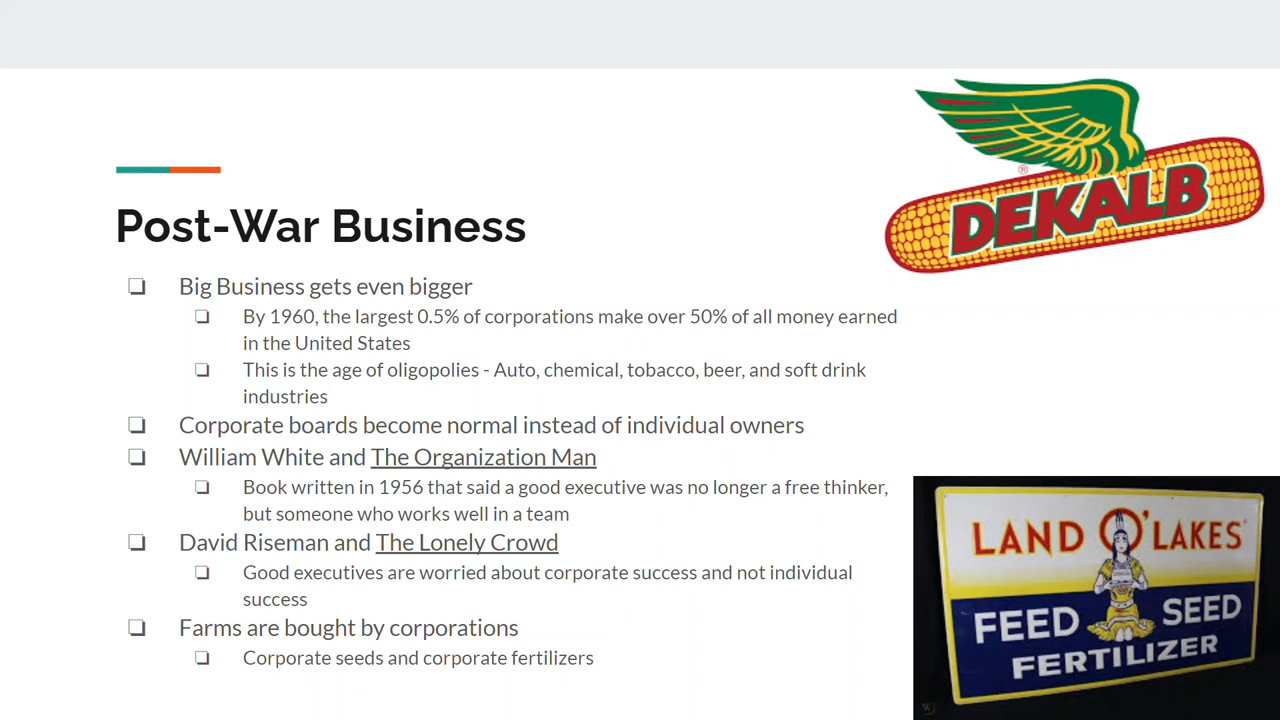 DEKALB
®
Post-War Business
Big Business gets even bigger
By 1960, the largest 0.5% of corporations make over 50% of all money earned
in the United States
This is the age of oligopolies - Auto, chemical, tobacco, beer, and soft drink
industries
Corporate boards become normal instead of individual owners
William White and The Organization Man
Book written in 1956 that said a good executive was no longer a free thinker,
but someone who works well in a team
David Riseman and The Lonely Crowd
Good executives are worried about corporate success and not individual
success
Farms are bought by corporations
Corporate seeds and corporate fertilizers
LAND O'LAKES®
FEED SEED
FERTILIZER
W